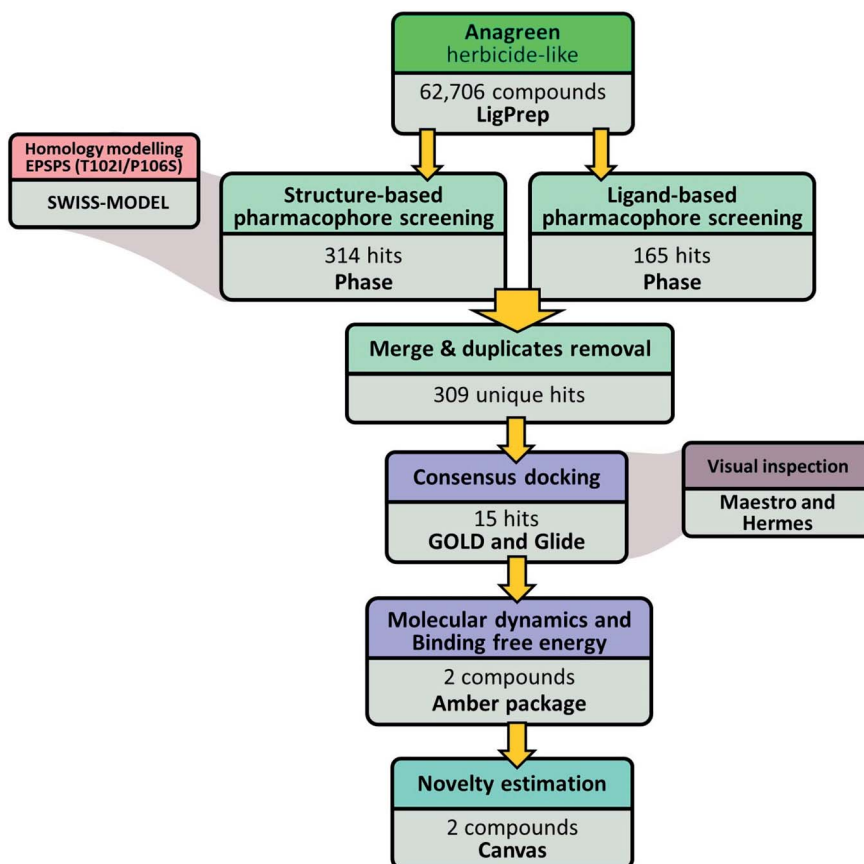 Anagreen
herbicide-like
62,706 compounds
LigPrep
Homology modelling
EPSPS (T102I/P106S)
SWISS-MODEL
Structure-based
pharmacophore screening
314 hits
Phase
Ligand-based
pharmacophore screening
165 hits
Phase
Merge & duplicates removal
309 unique hits
Consensus docking
15 hits
GOLD and Glide
Visual inspection
Maestro and
Hermes
Molecular dynamics and
Binding free energy
2 compounds
Amber package
Novelty estimation
2 compounds
Canvas